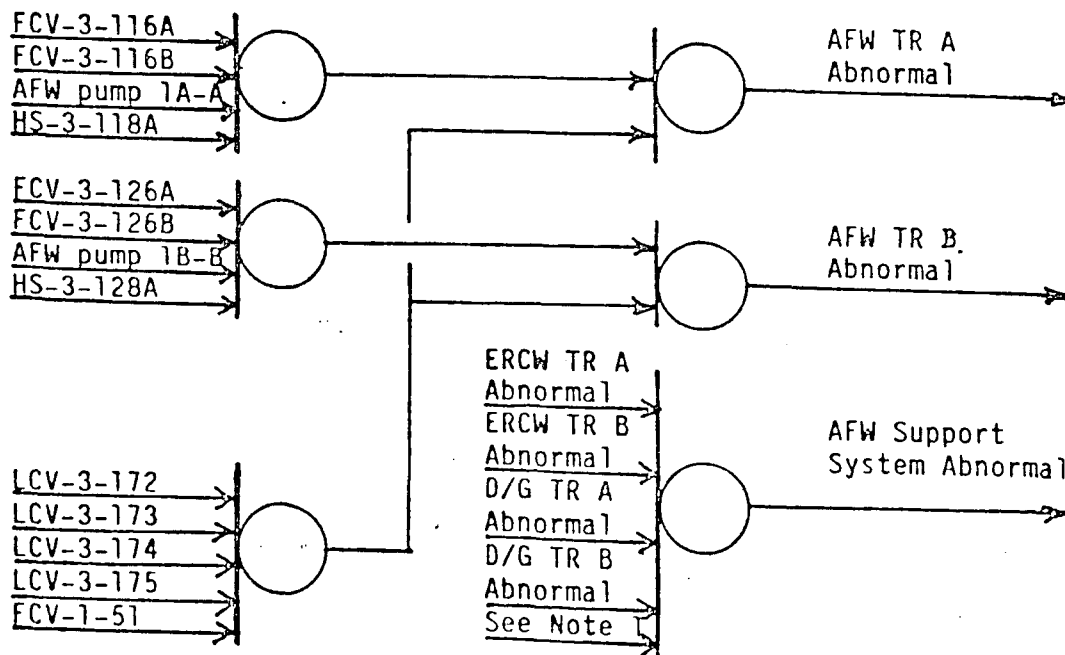 FCV-3-116A
FCV-3-116B
AFW pump 1A-A
HS-3-118A
AFW TR A
Abnormal
FCV-3-126A
FCV-3-126B
AFW pump 1B-B
HS-3-128A
AFW TR B.
Abnormal
LCV-3-172
LCV-3-173
LCV-3-174
LCV-3-175
FCV-1-51
ERCW TR A
Abnormal
ERCW TR B
Abnormal
D/G TR A
Abnormal
D/G TR B
Abnormal
See Note 1
AFW Support
System Abnormal